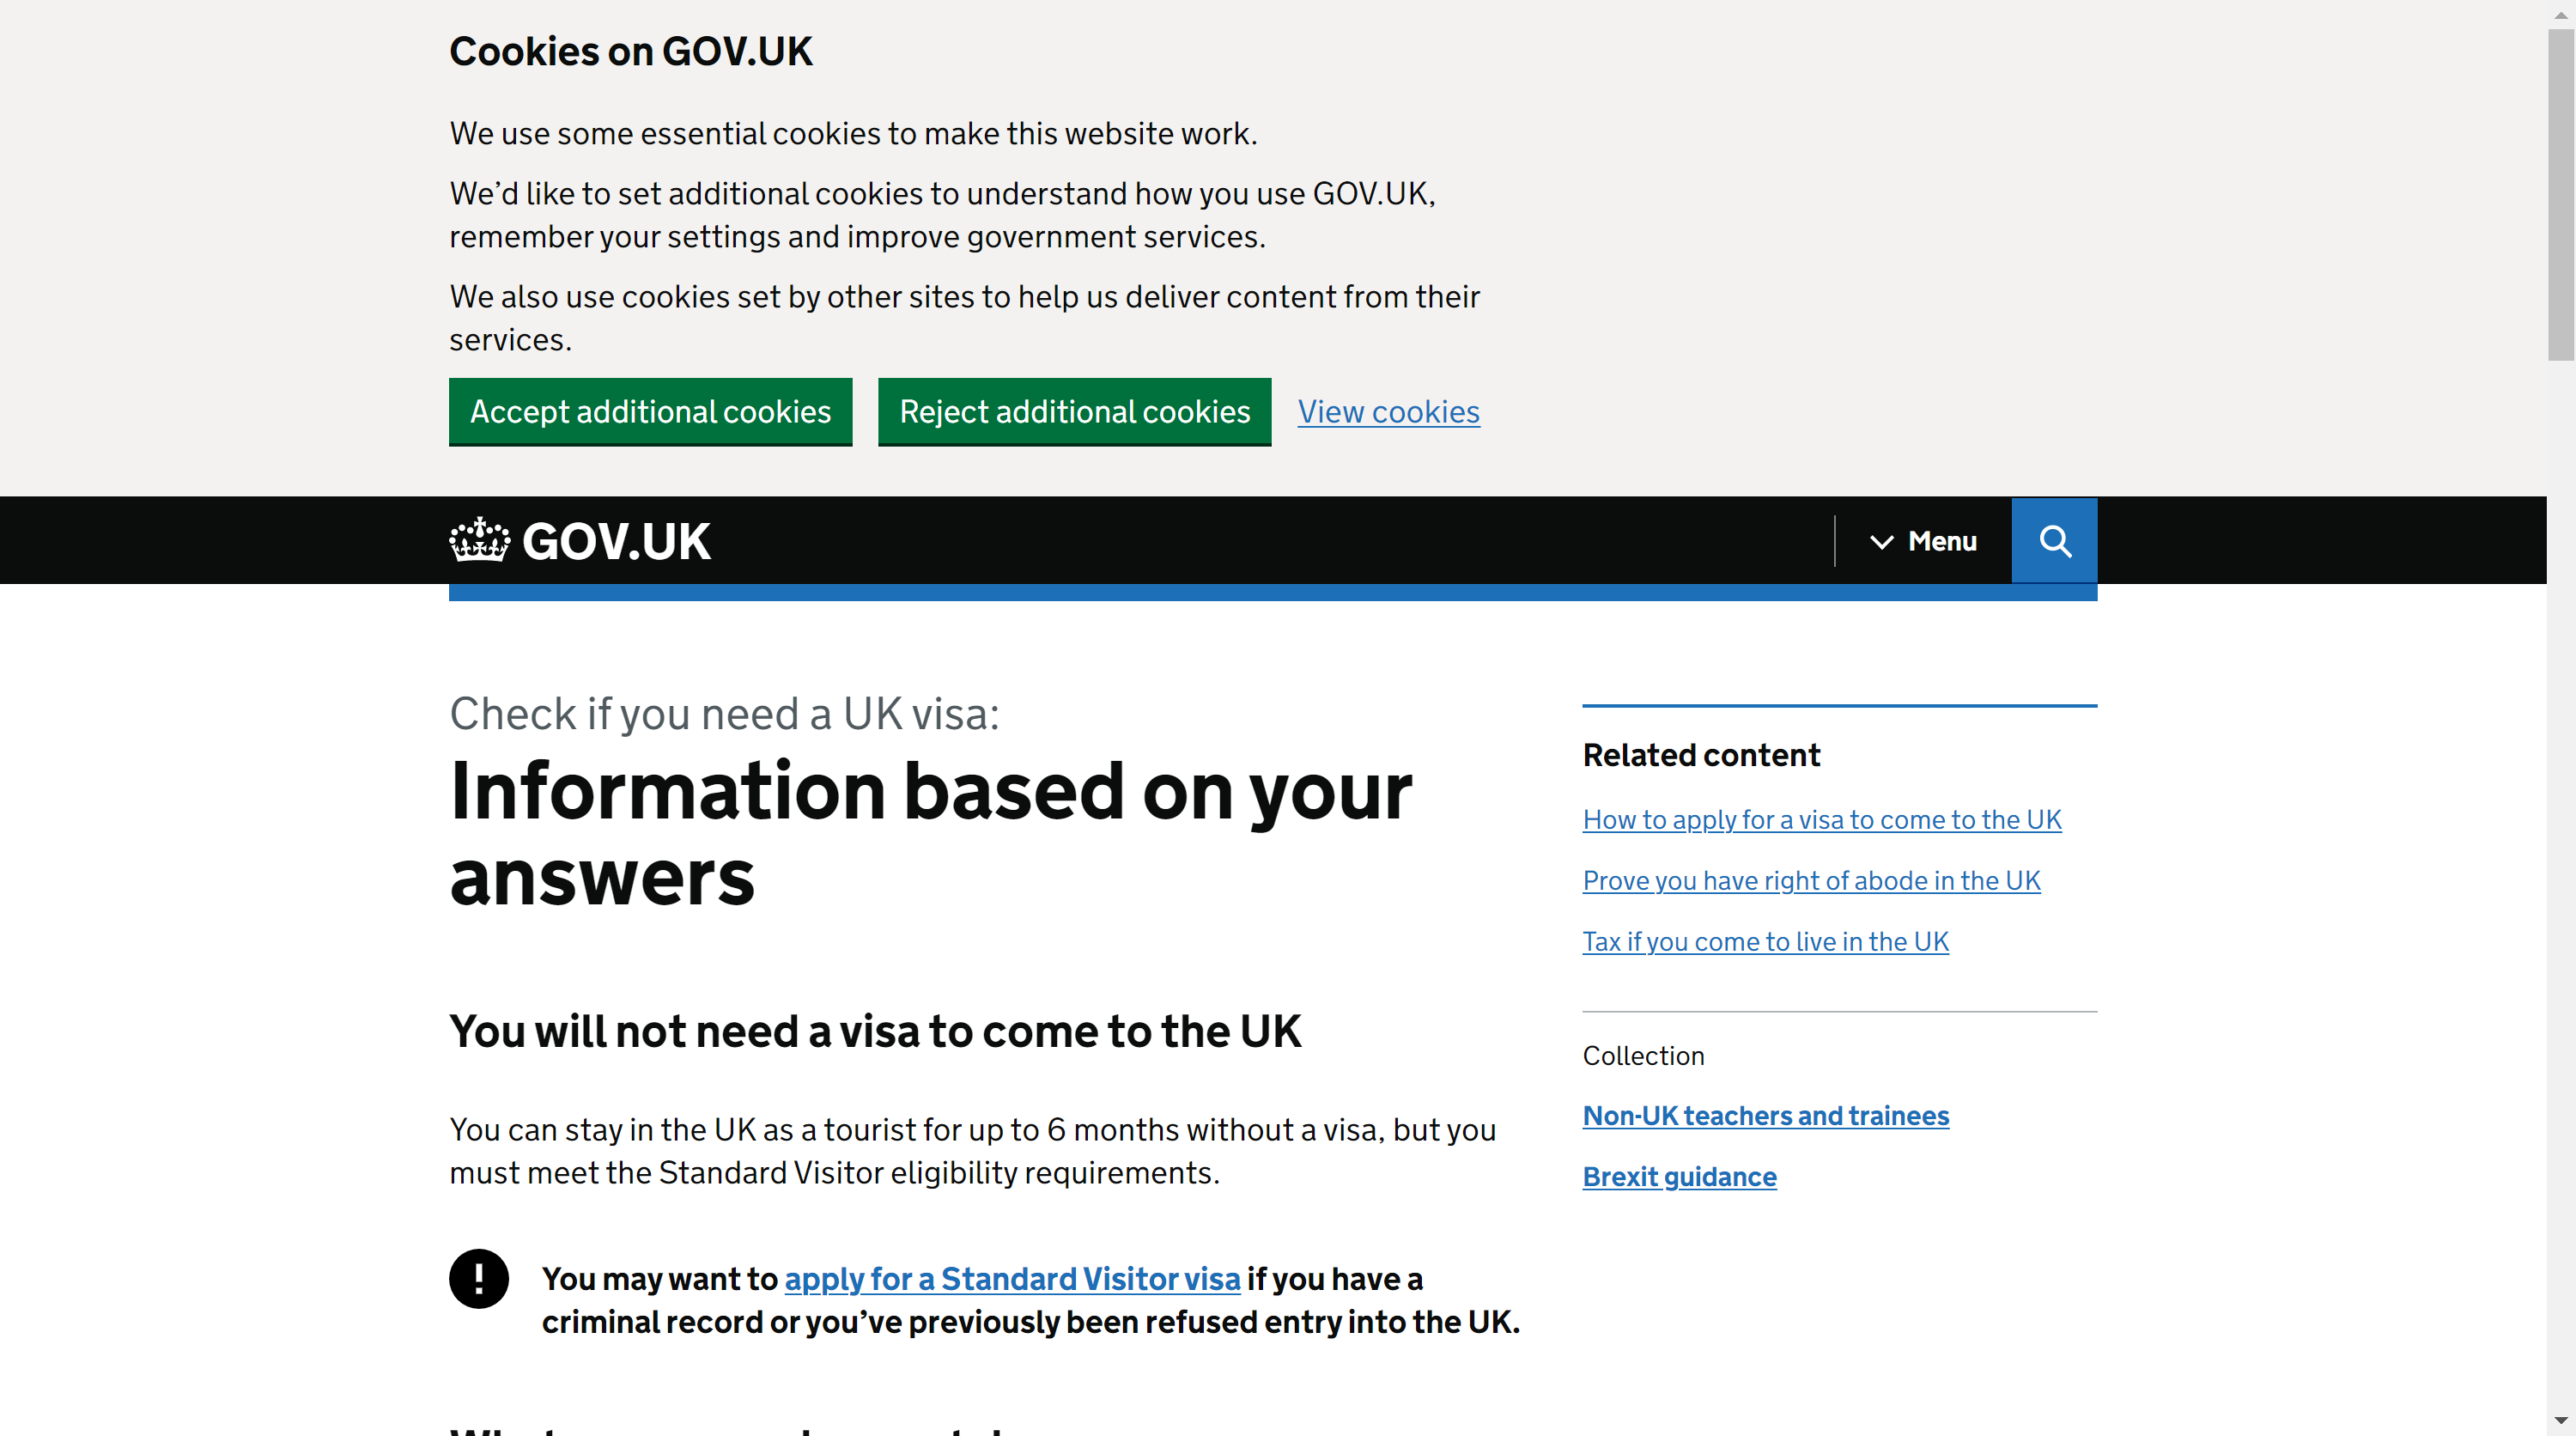 Cookies on GOV.UK
We use some essential cookies to make this website work.
We’d like to set additional cookies to understand how you use GOV.UK,
remember your settings and improve government services.
We also use cookies set by other sites to help us deliver content from their
services.
Accept additional cookies
Reject additional cookies
View cookies
GOV.UK
Menu
Check if you need a UK visa:
Information based on your
answers
You will not need a visa to come to the UK
You can stay in the UK as a tourist for up to 6 months without a visa, but you
must meet the Standard Visitor eligibility requirements.
You may want to apply for a Standard Visitor visa if you have a
criminal record or you’ve previously been refused entry into the UK.
Related content
How to apply for a visa to come to the UK
Prove you have right of abode in the UK
Tax if you come to live in the UK
Collection
Non-UK teachers and trainees
Brexit guidance